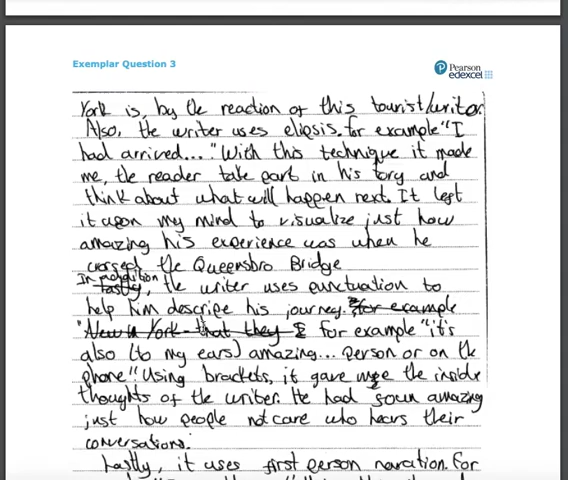 Exemplar Question 3
Pearson
edexcel
York is, by the reaction of this tourist/writer.
Also, the writer uses elipsis. for example "I
had arrived..." With this technique it made
me, the reader take part in his tory and
think about what will happen next. It left
it upon my mind to visualize just how
amazing his experience was when he
crossed the Queensbro Bridge
In
lastly, the writer uses punctuation to
help him describe his journey. for example
"New York - that they I for example "it's
also (to my ears) amazing... person or on the
phone". Using brackets, it gave me the inside
thoughts of the writer. He had amazing
just how people not care who hears their
conversations.
Lastly, it uses first person narration. For